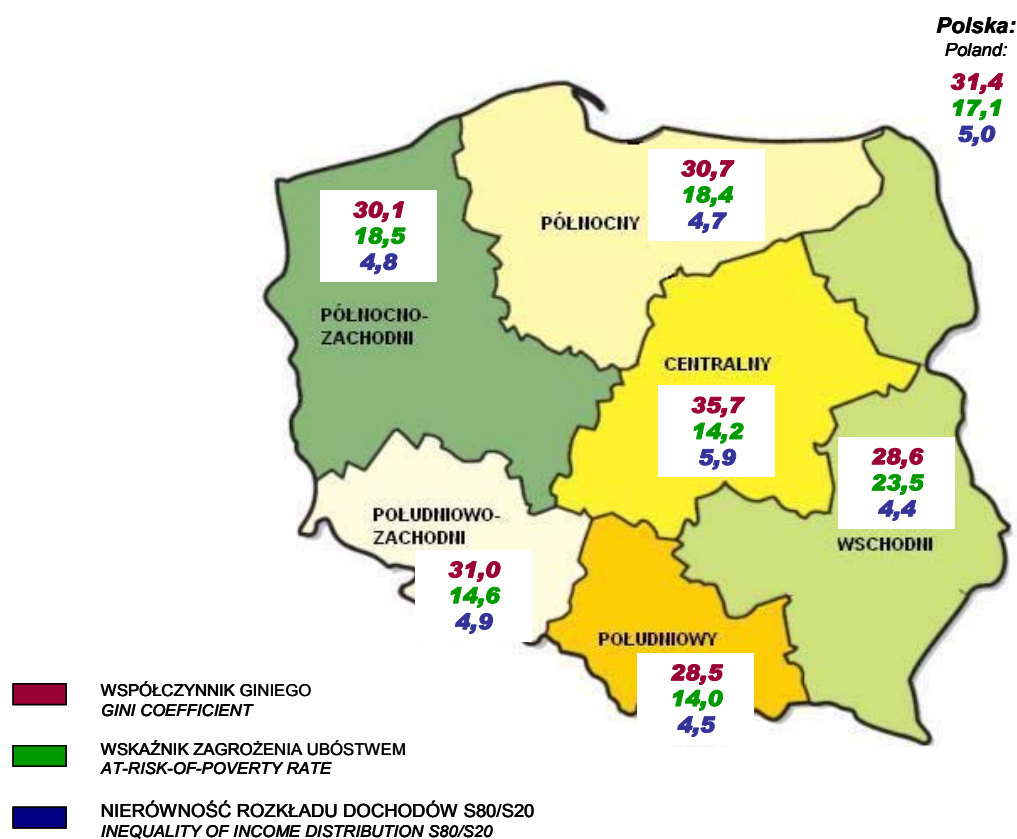 Polska:
Poland:
31,4
17,1
5,0
30,7
18,4
4,7
PÓŁNOCNY
30,1
18,5
4,8
PÓŁNOCNO-
ZACHODNI
CENTRALNY
35,7
14,2
5,9
28,6
23,5
4,4
WSCHODNI
POŁUDNIOWO-
ZACHODNI
31,0
14,6
4,9
POŁUDNIOWY
28,5
14,0
4,5
WSPÓŁCZYNNIK GINIEGO
GINI COEFFICIENT
WSKAŹNIK ZAGROŻENIA UBÓSTWEM
AT-RISK-OF-POVERTY RATE
NIERÓWNOŚĆ ROZKŁADU DOCHODÓW S80/S20
INEQUALITY OF INCOME DISTRIBUTION S80/S20